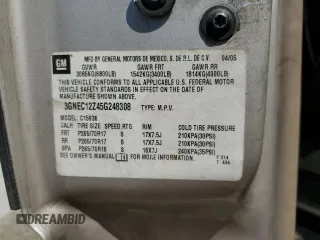 GM
MFD BY GENERAL MOTORS DE MEXICO, S. DE R.L. DE C.V. 04/05
GVWR GAWR FRT GAWR RR
3085KG(6800LB) 1542KG(3400LB) 1814KG(4000LB)
THIS VEHICLE CONFORMS TO ALL APPLICABLE U.S. FEDERAL MOTOR
VEHICLE SAFETY STANDARDS IN EFFECT ON THE DATE OF
MANUFACTURE SHOWN ABOVE.
3GNEC12Z45G248308 TYPE: M.P.V.
MODEL: C15936
TIRE SIZE SPEED RTG RIM COLD TIRE PRESSURE
FRT P265/70R17 S 17X7.5J 210KPA(30PSI)
RR P265/70R17 S 17X7.5J 210KPA(30PSI)
SPA P265/70R16 S 16X7J 240KPA(35PSI)
SEE OWNER'S MANUAL FOR MORE INFORMATION.
© AUTOBIDMASTER